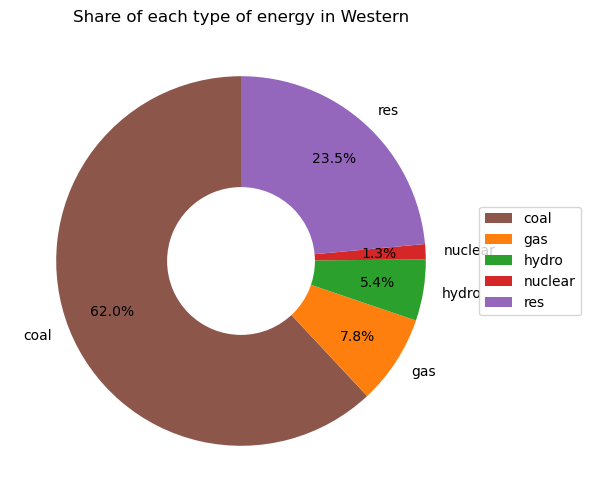 Share of each type of energy in Western
res
23.5%
nuclear
1.3%
hydro
5.4%
gas
7.8%
coal
62.0%
coal
gas
hydro
nuclear
res